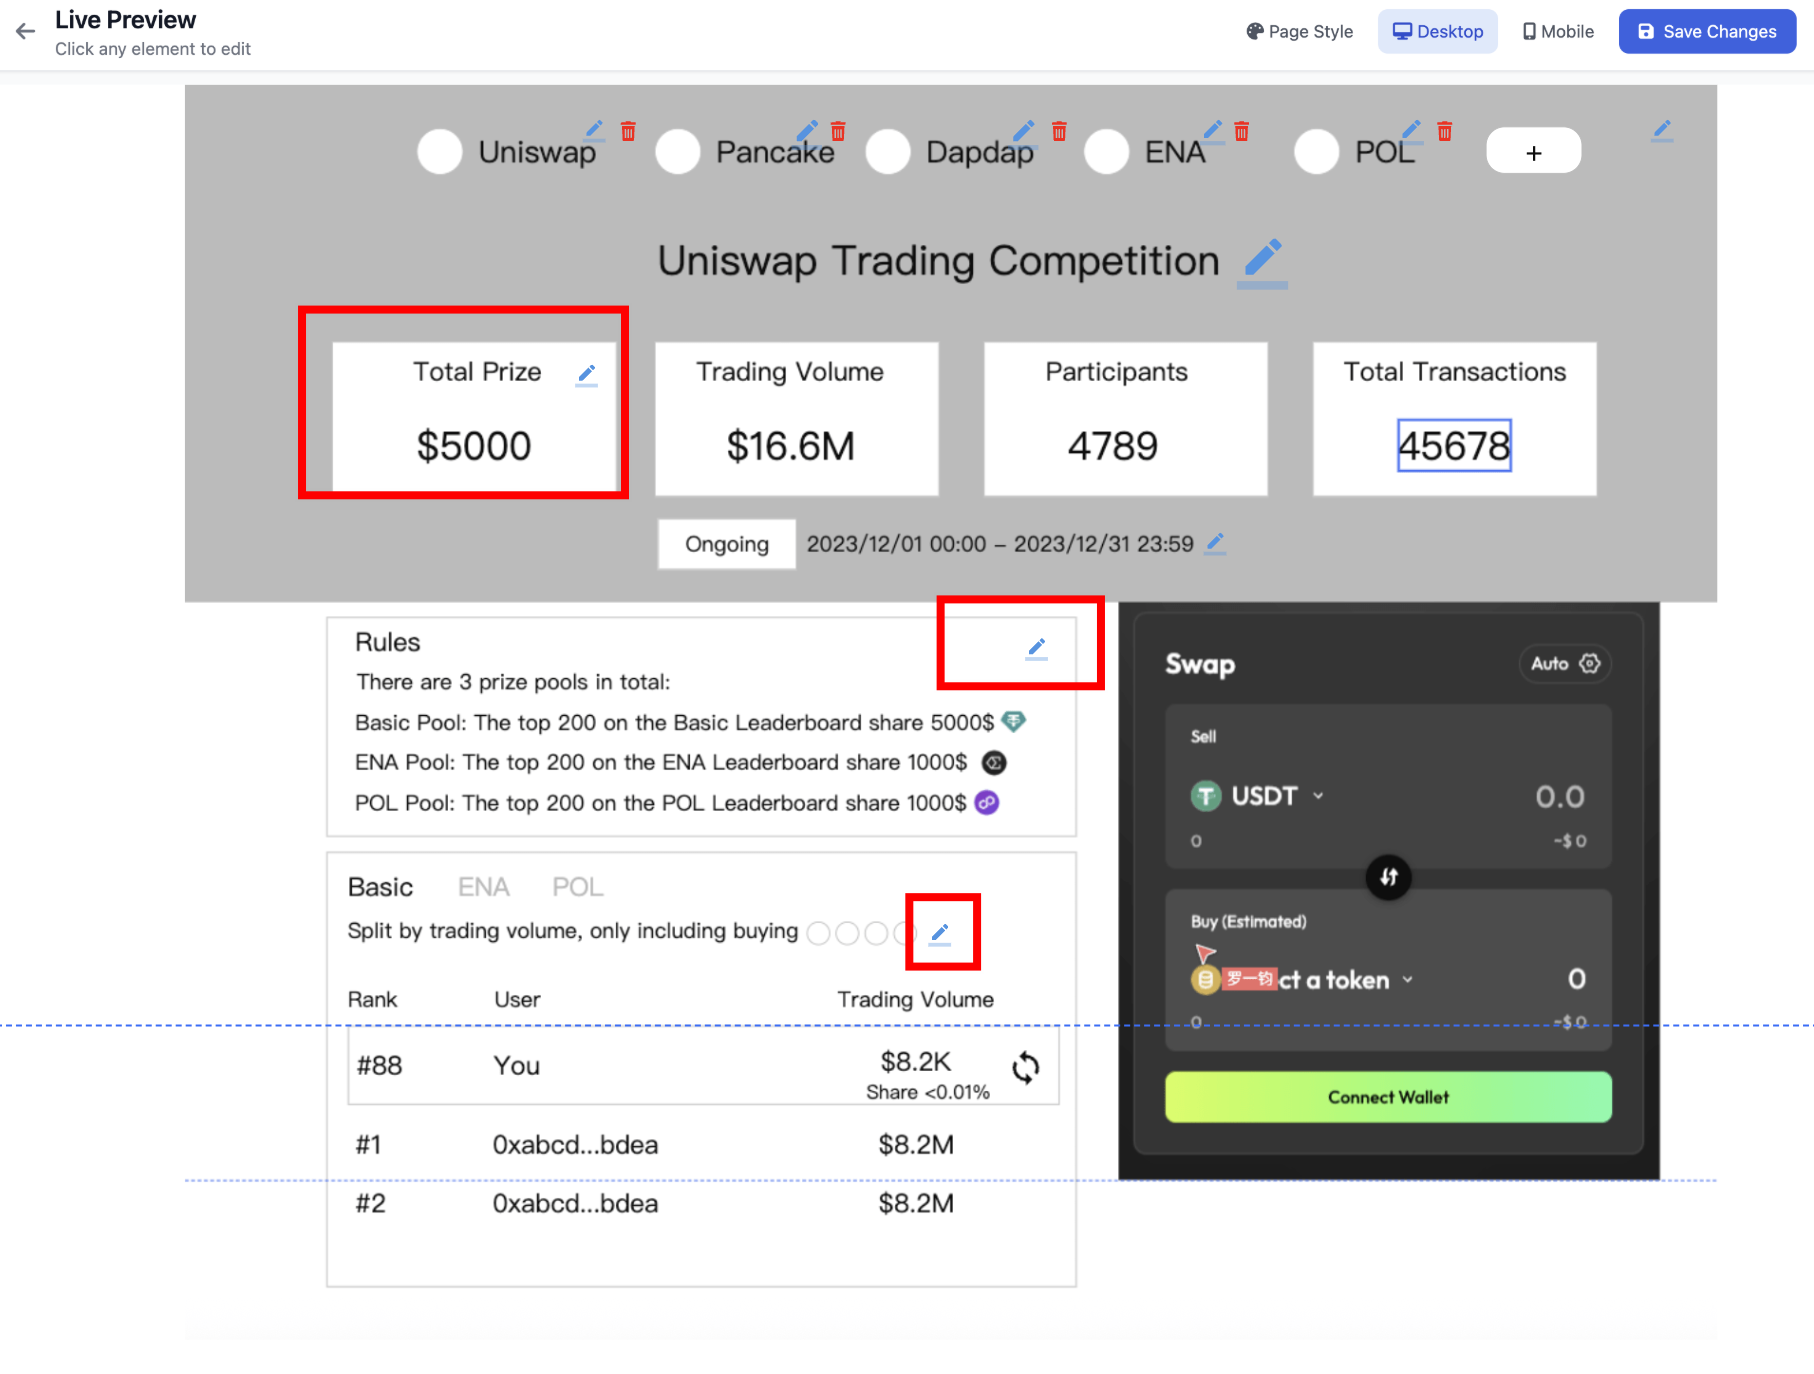 Live Preview
Click any element to edit
Page Style
Desktop
Mobile
Save Changes
Uniswap
Pancake
Dapdap
ENA
POL
+
Uniswap Trading Competition
Total Prize
$5000
Trading Volume
$16.6M
Participants
4789
Total Transactions
45678
Ongoing
2023/12/01 00:00 – 2023/12/31 23:59
Rules
There are 3 prize pools in total:
Basic Pool: The top 200 on the Basic Leaderboard share 5000$
ENA Pool: The top 200 on the ENA Leaderboard share 1000$
POL Pool: The top 200 on the POL Leaderboard share 1000$
Basic ENA POL
Split by trading volume, only including buying
Rank User Trading Volume
#88 You $8.2K
Share <0.01%
#1 0xabcd...bdea $8.2M
#2 0xabcd...bdea $8.2M
Swap
Auto
Sell
USDT 0.0
0 -$ 0
Buy (Estimated)
罗一钧 ct a token 0
0 -$ 0
Connect Wallet